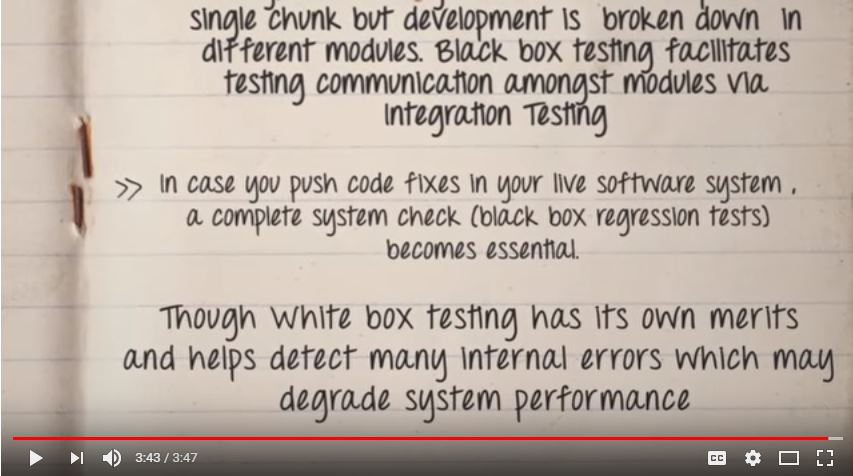 single chunk but development is broken down in
different modules. Black box testing facilitates
testing communication amongst modules via
Integration Testing
>> In case you push code fixes in your live software system ,
a complete system check (black box regression tests)
becomes essential.
Though White box testing has its own merits
and helps detect many internal errors which may
degrade system performance
3:43 / 3:47
CC